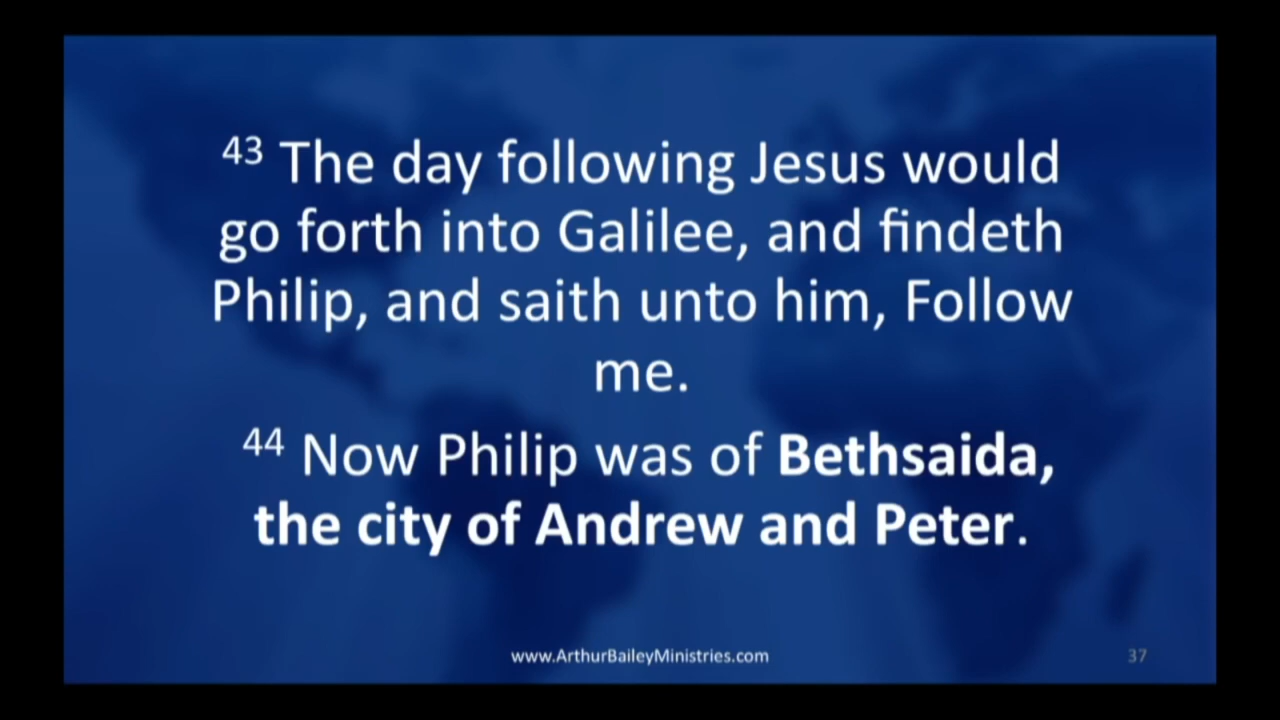 43 The day following Jesus would
go forth into Galilee, and findeth
Philip, and saith unto him, Follow
me.
44 Now Philip was of Bethsaida,
the city of Andrew and Peter.
www.ArthurBaileyMinistries.com
37